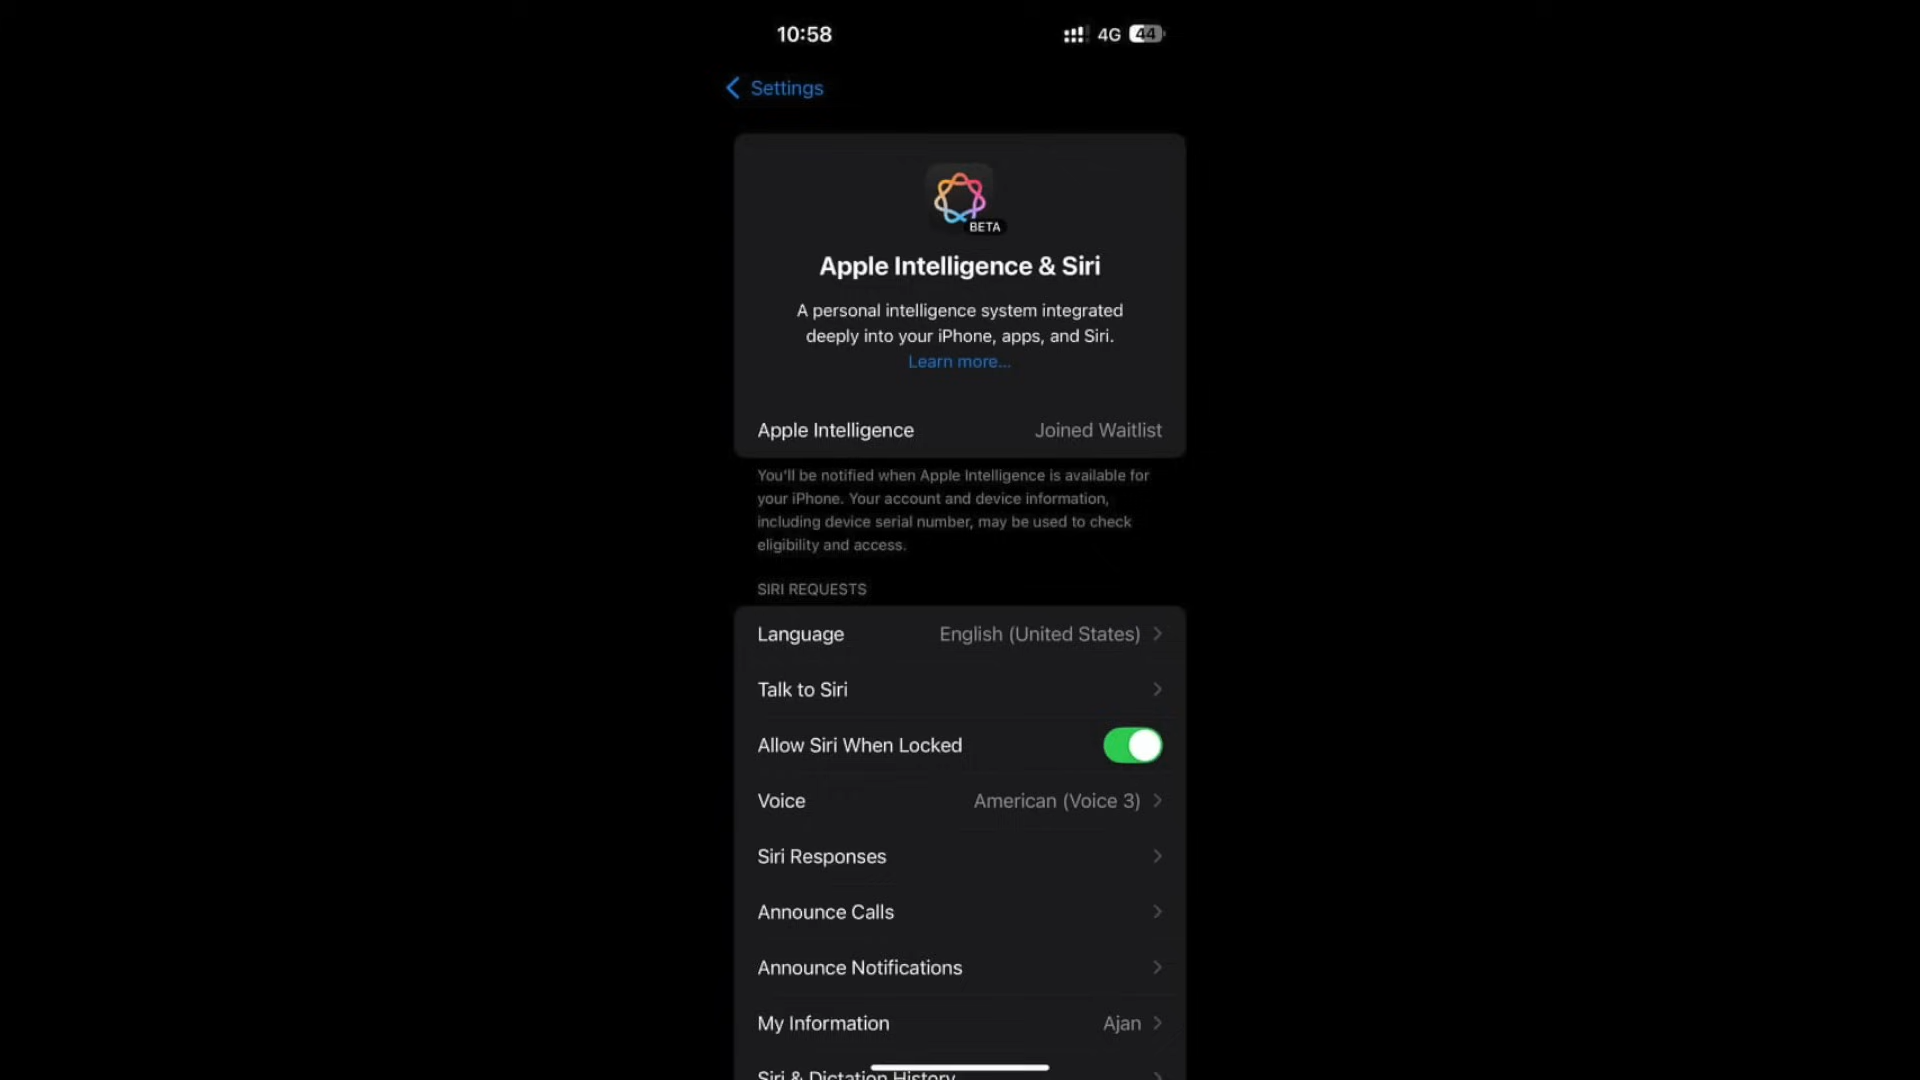 10:58
4G 44
Settings
BETA
Apple Intelligence & Siri
A personal intelligence system integrated
deeply into your iPhone, apps, and Siri.
Learn more...
Apple Intelligence Joined Waitlist
You'll be notified when Apple Intelligence is available for
your iPhone. Your account and device information,
including device serial number, may be used to check
eligibility and access.
SIRI REQUESTS
Language English (United States)
Talk to Siri
Allow Siri When Locked
Voice American (Voice 3)
Siri Responses
Announce Calls
Announce Notifications
My Information Ajan
Siri & Dictation History